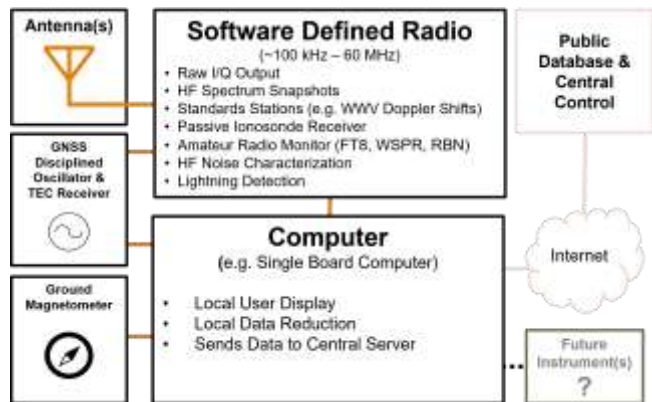 Antenna(s)
Software Defined Radio
(~100 kHz – 60 MHz)
• Raw I/Q Output
• HF Spectrum Snapshots
• Standards Stations (e.g. WWV Doppler Shifts)
• Passive Ionosonde Receiver
• Amateur Radio Monitor (FT8, WSPR, RBN)
• HF Noise Characterization
• Lightning Detection
Public
Database &
Central
Control
GNSS
Disciplined
Oscillator &
TEC Receiver
Computer
(e.g. Single Board Computer)
• Local User Display
• Local Data Reduction
• Sends Data to Central Server
Internet
Ground
Magnetometer
Future
Instrument(s)
?